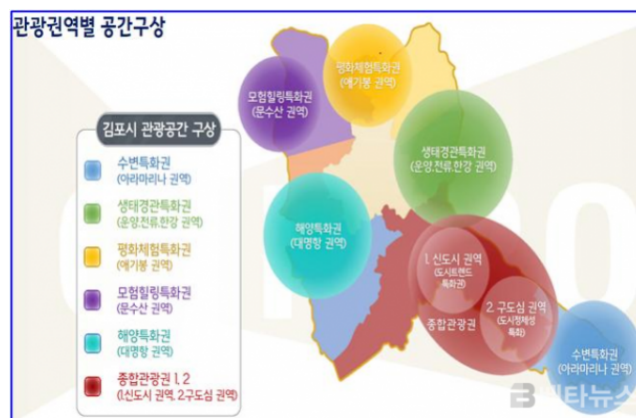 관광권역별 공간구상
김포시 관광공간 구상
수변특화권
(아라마리나 권역)
생태경관특화권
(운양,전류,한강 권역)
평화체험특화권
(애기봉 권역)
모험힐링특화권
(문수산 권역)
해양특화권
(대명항 권역)
종합관광권 1, 2
(1.신도시 권역, 2.구도심 권역)
평화체험특화권
(애기봉 권역)
모험힐링특화권
(문수산 권역)
생태경관특화권
(운양,전류,한강 권역)
해양특화권
(대명항 권역)
1.신도시 권역
(도시트랜드
특화권)
2. 구도심 권역
(도시정체성
특화)
종합관광권
수변특화권
(아라마리나 권역)